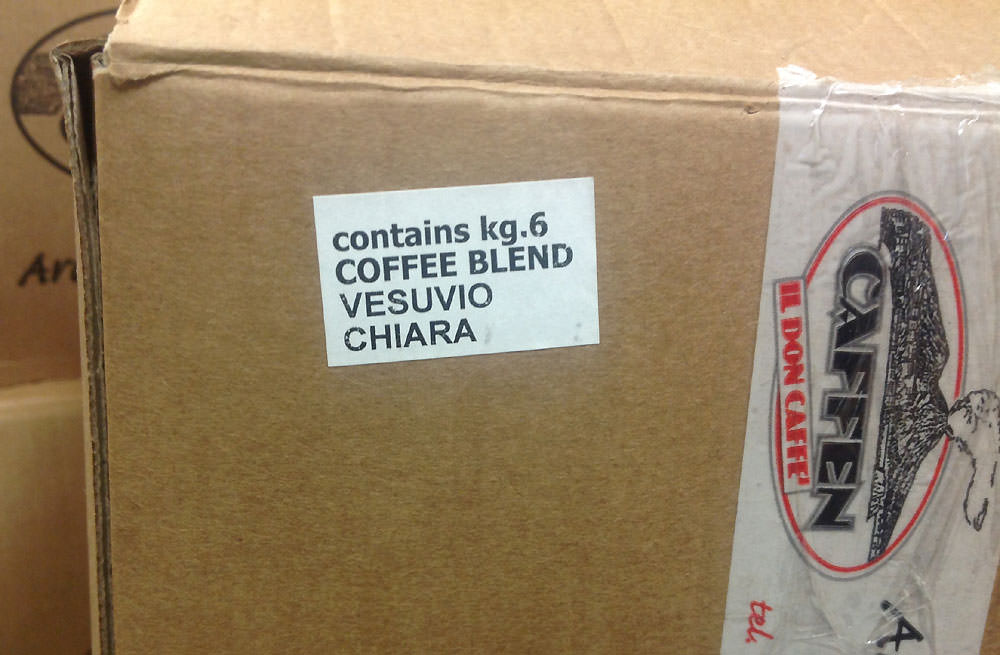 contains kg.6
COFFEE BLEND
VESUVIO
CHIARA
CAFFEN
IL DON CAFFE'
tel.